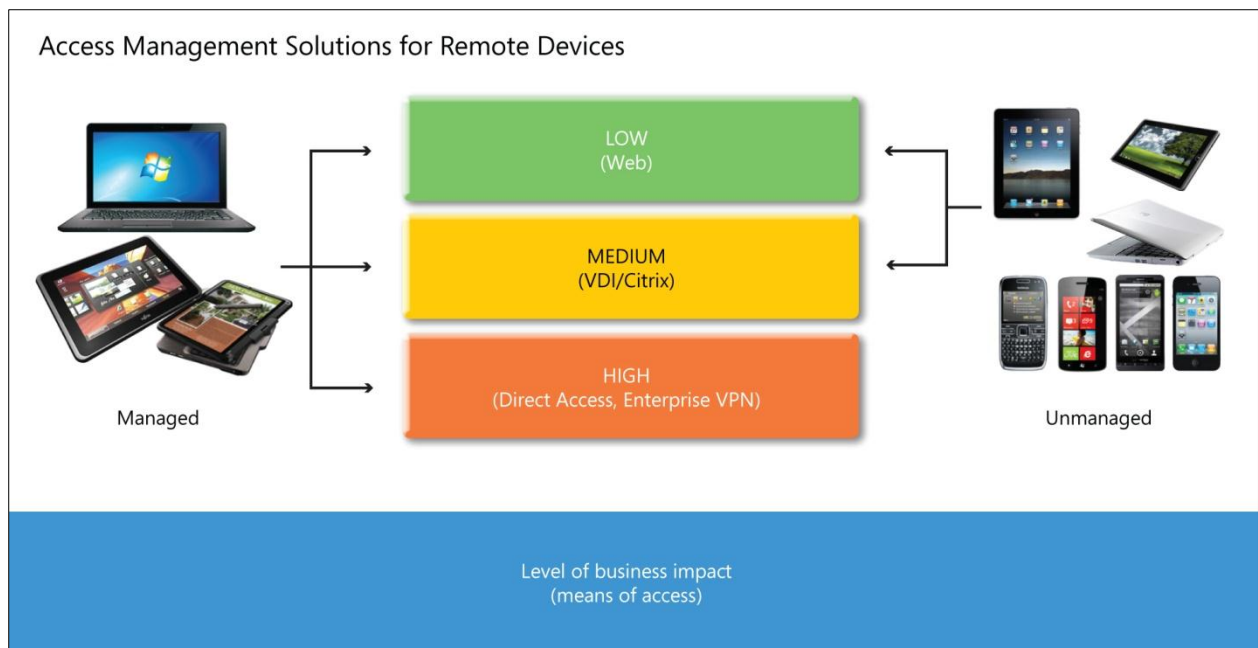 Access Management Solutions for Remote Devices
LOW
(Web)
MEDIUM
(VDI/Citrix)
HIGH
(Direct Access, Enterprise VPN)
Managed
Unmanaged
Level of business impact
(means of access)